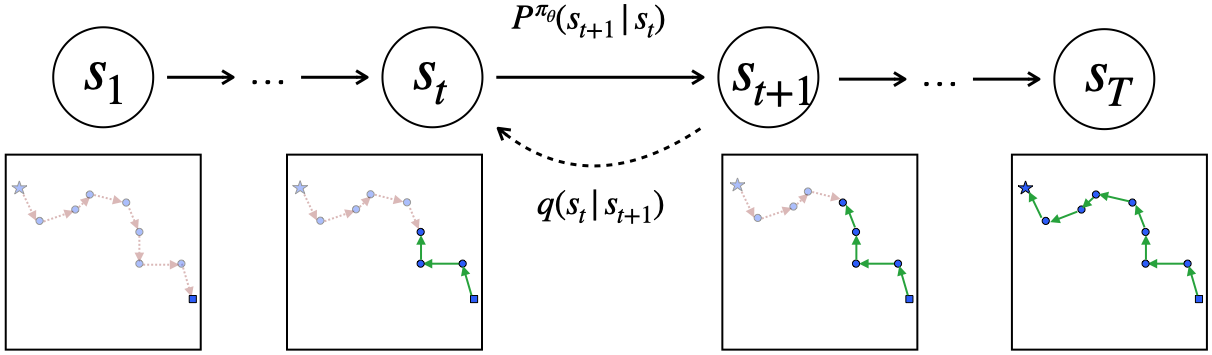 P^{π_θ}(s_{t+1} | s_t)
s_1 ... s_t s_{t+1} ... s_T
q(s_t | s_{t+1})